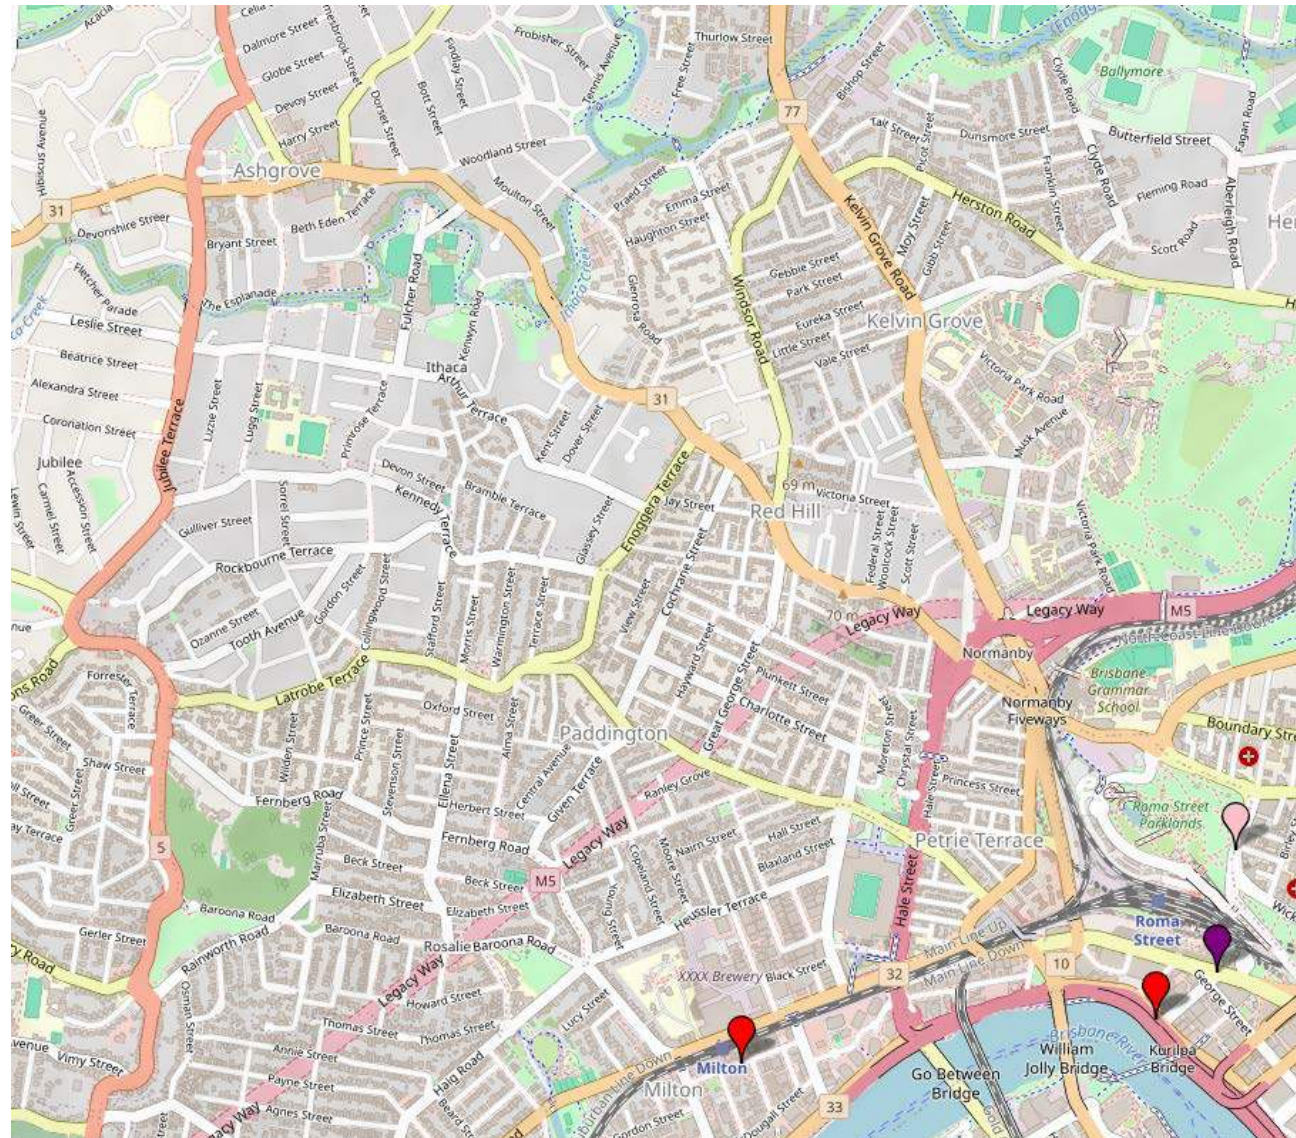 Acacia
Dalmore Street
Globe Street
Devoy Street
Harry Street
Dorset Street
Bott Street
Findlay Street
Frobisher Street
Tennis Avenue
Free Street
Thurlow Street
Bishop Street
77
Ballymore
Clyde Road
Butterfield Street
Fagan Road
Hibiscus Avenue
Ashgrove
Woodland Street
Moulton Street
Praed Street
Emma Street
Haughton Street
Picot Street
Dunsmore Street
Franklin Street
Clyde Road
Fleming Road
Aberleigh Road
Scott Road
31
Devonshire Street
Bryant Street
Beth Eden Terrace
Herston Road
Kelvin Grove Road
Moy Street
Gibb Street
Fletcher Parade
The Esplanade
Fulcher Road
Kenwyn Road
Ithaca Creek
Glenrosa Road
Windsor Road
Gebbie Street
Park Street
Eureka Street
Little Street
Vale Street
Kelvin Grove
Leslie Street
Beatrice Street
Alexandra Street
Coronation Street
Jubilee Terrace
Lizzie Street
Lugg Street
Primrose Terrace
Ithaca
Arthur Terrace
Kent Street
Dover Street
31
Victoria Park Road
Musk Avenue
Jubilee
Accession Street
Carmel Street
Devon Street
Kennedy Terrace
Bramble Terrace
Enoggera Terrace
Jay Street
69 m
Red Hill
Victoria Street
Victoria Park Road
Gulliver Street
Sorrel Street
Rockbourne Terrace
Glassey Street
Cochrane Street
Federal Street
Woolcock Street
Scott Street
Ozanne Street
Tooth Avenue
Gordon Street
Collingwood Street
Stafford Street
Morris Street
Warmington Street
Terrace Street
View Street
70 m
Legacy Way
Legacy Way
M5
Normanby
Forrester Terrace
Latrobe Terrace
Hayward Street
Great George Street
Plunkett Street
Charlotte Street
Normanby
Fiveways
Brisbane
Grammar
School
Greer Street
Shaw Street
Wilden Street
Prince Street
Oxford Street
Alma Street
Paddington
Moreton Street
Chrystal Street
Hale Street
Princess Street
Greer Street
Fernberg Road
Stevenson Street
Ellena Street
Herbert Street
Central Avenue
Given Terrace
Ranley Grove
Roma Street
Parklands
5
Marruba Street
Fernberg Road
Legacy Way
Nairn Street
Hall Street
Petrie Terrace
Beck Street
Beck Street
M5
Copeland Street
Moore Street
Blaxland Street
Elizabeth Street
Elizabeth Street
Young Street
Heussler Terrace
Hale Street
Baroona Road
Baroona Road
Rosalie
Baroona Road
Gerler Street
Rainworth Road
Legacy Way
Main Line Up
Main Line Down
Roma
Street
XXXX Brewery
Black Street
32
10
George Street
Osman Street
Howard Street
Thomas Street
Thomas Street
Lucy Street
Vimy Street
Annie Street
Payne Street
Agnes Street
Haig Road
Beard Street
Milton
Milton
Gordon Street
Dougall Street
33
Go Between
Bridge
William
Jolly Bridge
Brisbane River
Kurilpa
Bridge